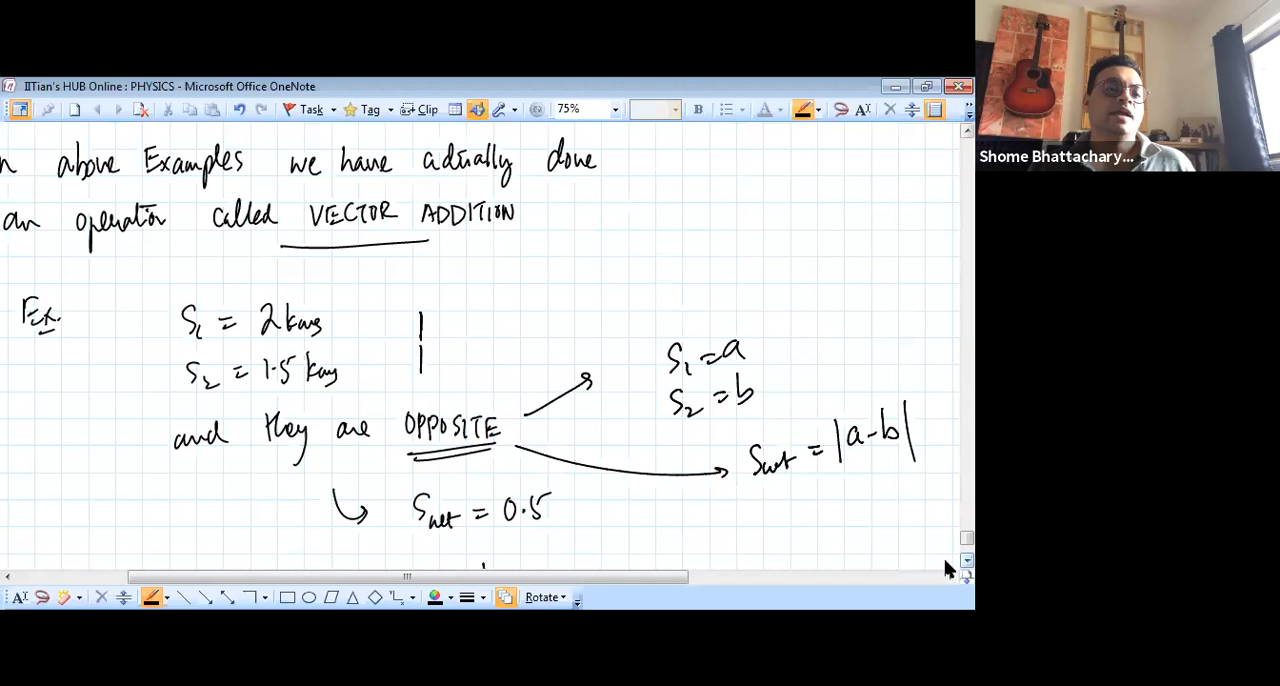 IITian's HUB Online : PHYSICS - Microsoft Office OneNote
Task Tag Clip 75% B A
n above Examples we have actually done
an operation called VECTOR ADDITION
Ex.
S1 = 2 kms
S2 = 1.5 kms
and they are OPPOSITE
S1 = a
S2 = b
Snet = |a-b|
Snet = 0.5
Rotate
Shome Bhattachary...